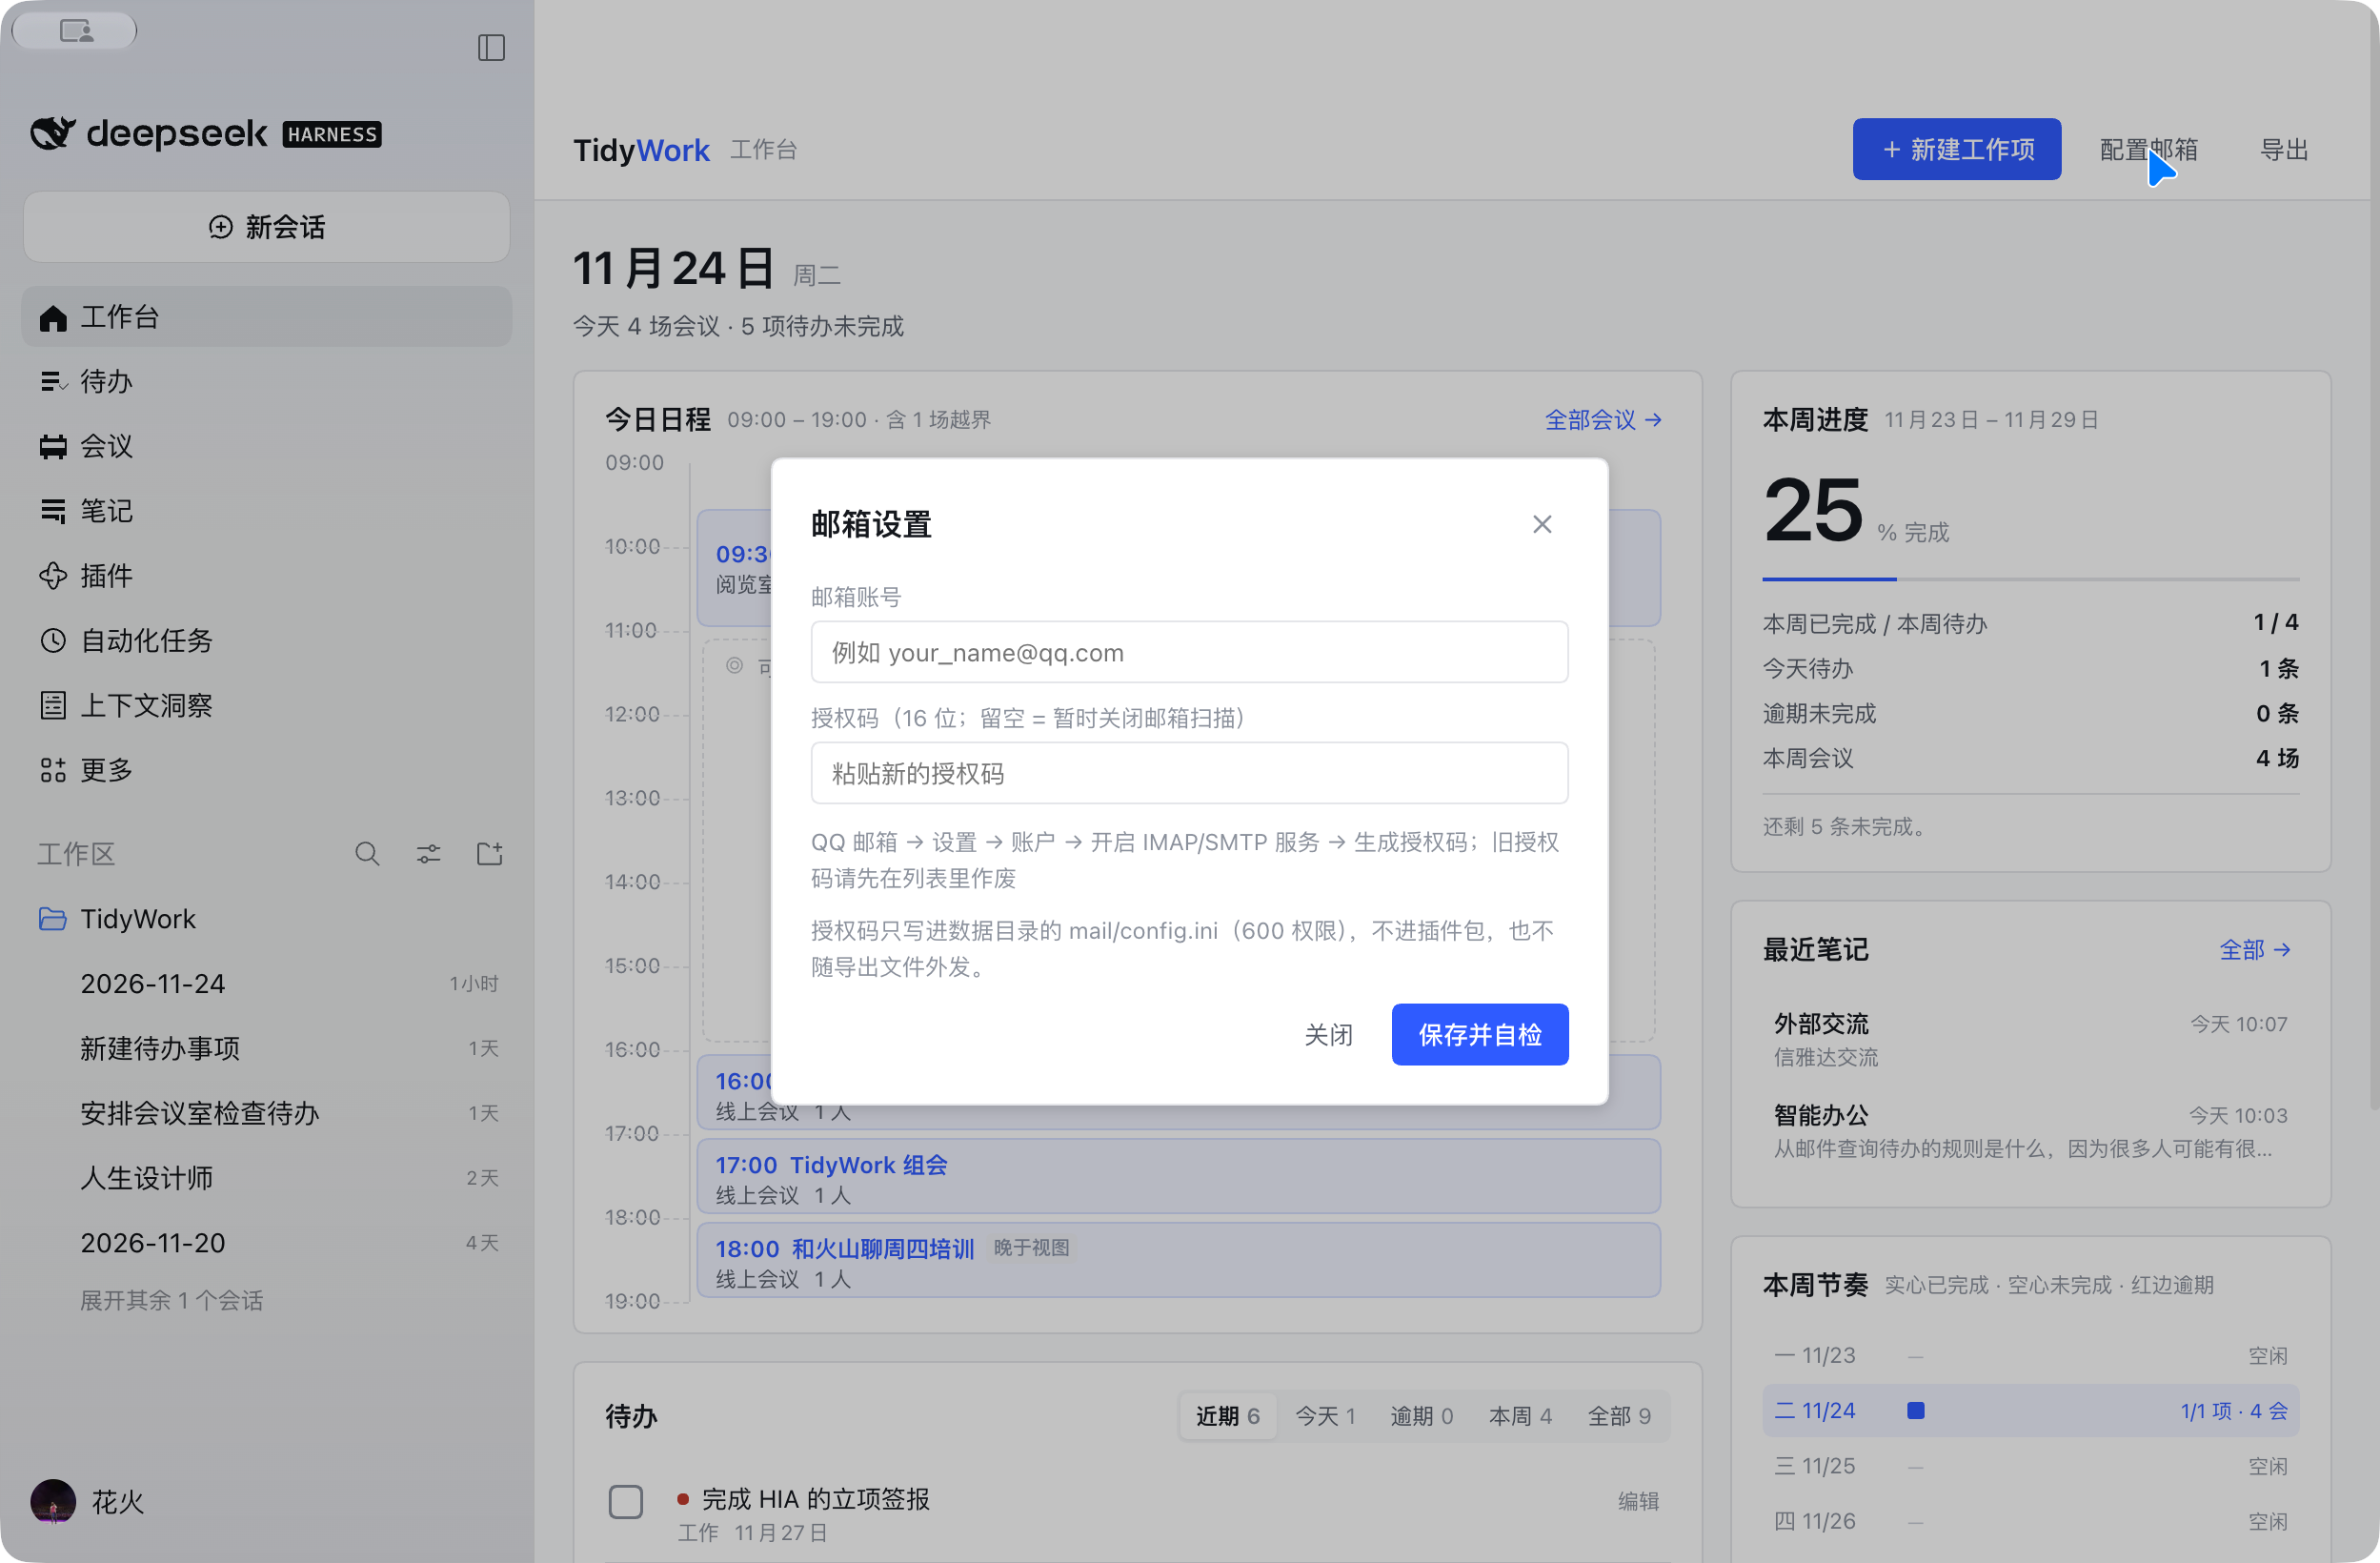 deepseek HARNESS
新会话
工作台
待办
会议
笔记
插件
自动化任务
上下文洞察
更多
工作区
TidyWork
2026-11-24 1小时
新建待办事项 1天
安排会议室检查待办 1天
人生设计师 2天
2026-11-20 4天
展开其余 1 个会话
花火
TidyWork 工作台
+ 新建工作项
配置邮箱
导出
11月24日 周二
今天 4 场会议 · 5 项待办未完成
今日日程 09:00 – 19:00 · 含 1 场越界
全部会议 →
09:00
10:00
11:00
12:00
13:00
14:00
15:00
16:00
17:00
18:00
19:00
09:3
阅览室
16:00
线上会议 1 人
17:00 TidyWork 组会
线上会议 1 人
18:00 和火山聊周四培训 晚于视图
线上会议 1 人
邮箱设置
邮箱账号
例如 your_name@qq.com
授权码（16 位；留空 = 暂时关闭邮箱扫描）
粘贴新的授权码
QQ 邮箱 → 设置 → 账户 → 开启 IMAP/SMTP 服务 → 生成授权码；旧授权
码请先在列表里作废
授权码只写进数据目录的 mail/config.ini（600 权限），不进插件包，也不
随导出文件外发。
关闭
保存并自检
待办
近期 6
今天 1
逾期 0
本周 4
全部 9
完成 HIA 的立项签报
工作 11月27日
编辑
本周进度 11月23日 – 11月29日
25 % 完成
本周已完成 / 本周待办 1 / 4
今天待办 1 条
逾期未完成 0 条
本周会议 4 场
还剩 5 条未完成。
最近笔记
全部 →
外部交流 今天 10:07
信雅达交流
智能办公 今天 10:03
从邮件查询待办的规则是什么，因为很多人可能有很...
本周节奏 实心已完成 · 空心未完成 · 红边逾期
一 11/23 — 空闲
二 11/24 1/1 项 · 4 会
三 11/25 — 空闲
四 11/26 — 空闲